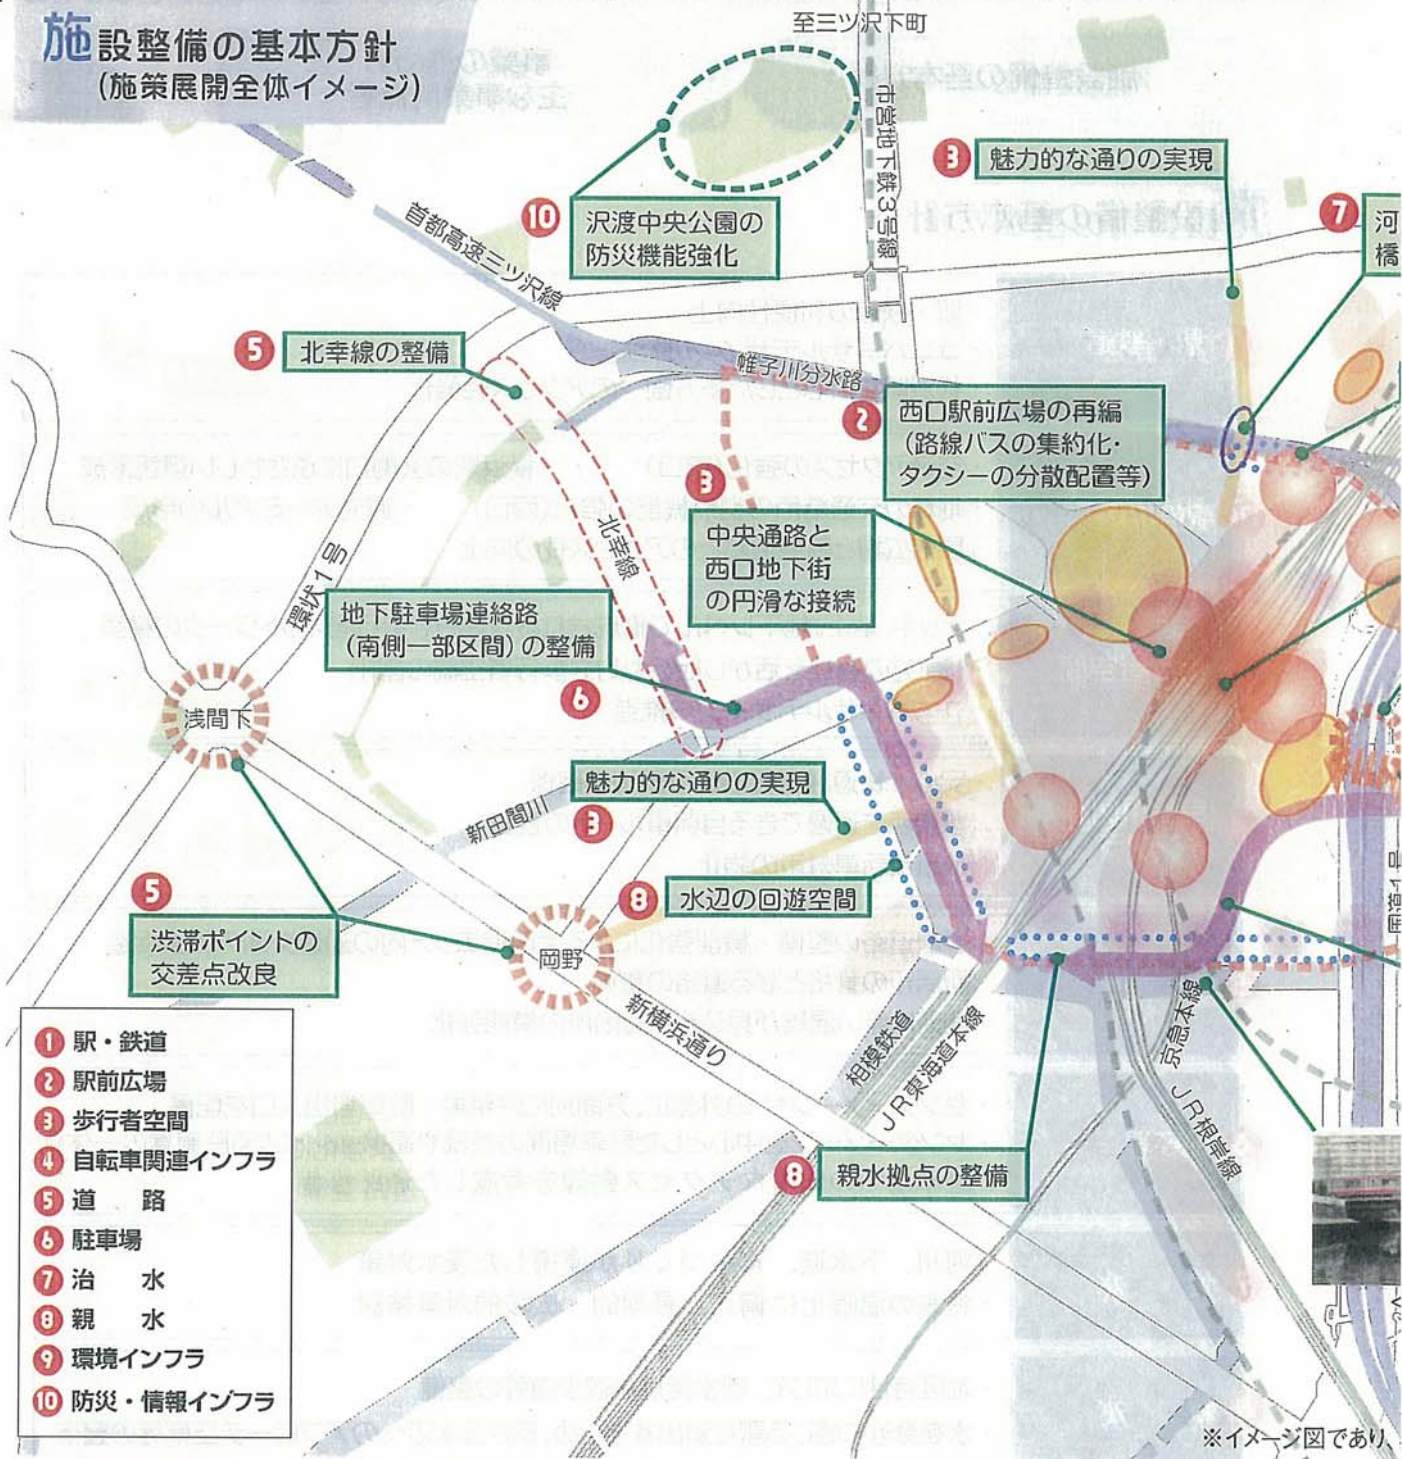 施設整備の基本方針
(施策展開全体イメージ)
至三ツ沢下町
市営地下鉄3号線
3 魅力的な通りの実現
7 河
橋
10 沢渡中央公園の
防災機能強化
首都高速三ツ沢線
5 北幸線の整備
帷子川分水路
2 西口駅前広場の再編
(路線バスの集約化・
タクシーの分散配置等)
3
中央通路と
西口地下街
の円滑な接続
北幸線
環状1号
地下駐車場連絡路
(南側一部区間)の整備
6
浅間下
魅力的な通りの実現
3
新田間川
8 水辺の回遊空間
5
渋滞ポイントの
交差点改良
岡野
新横浜通り
相模鉄道
JR東海道本線
京急本線
JR根岸線
8 親水拠点の整備
1 駅・鉄道
2 駅前広場
3 歩行者空間
4 自転車関連インフラ
5 道 路
6 駐車場
7 治 水
8 親 水
9 環境インフラ
10 防災・情報インフラ
※イメージ図であり、